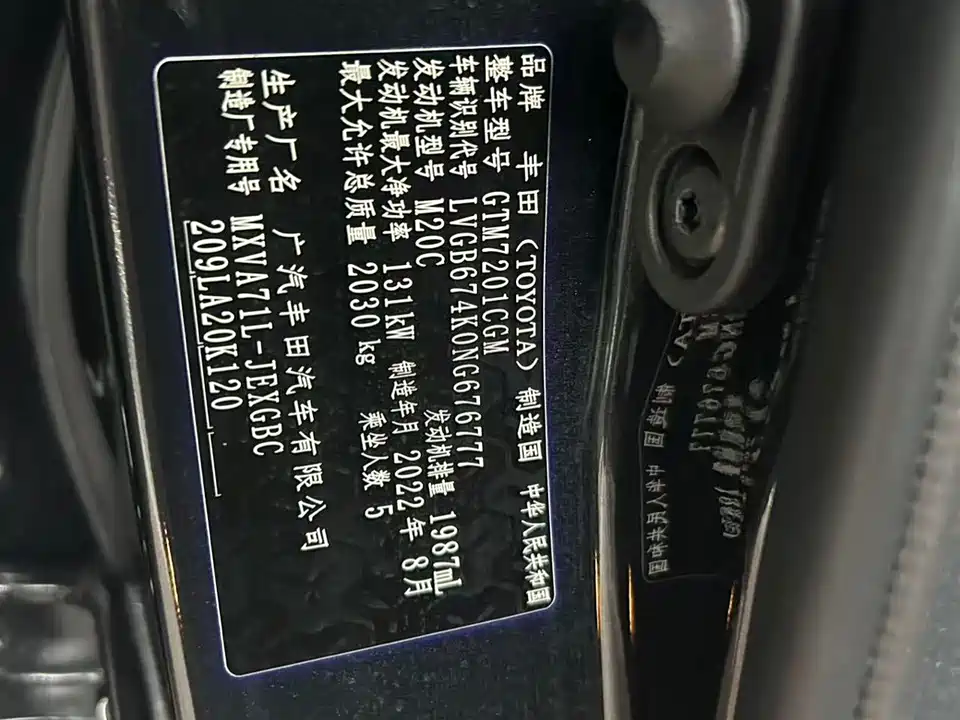 品牌 丰田（TOYOTA） 制造国 中华人民共和国
整车型号 GTM7201CGM
车辆识别代号 LVGB674K0NG676777
发动机型号 M20C 发动机排量 1987mL
发动机最大净功率 131kW 制造年月 2022年8月
最大允许总质量 2030kg 乘坐人数 5
生产厂名 广汽丰田汽车有限公司
制造厂专用号 MXVA71L-JEXGBC
209LA20K120